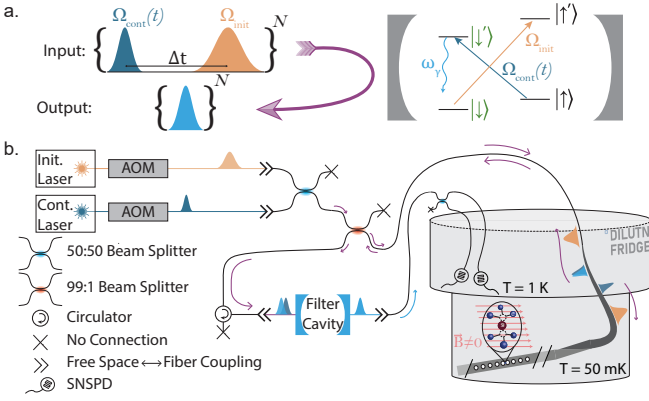 a.
Ω_cont(t)
Ω_init
N
Input:
Δt
N
Output:
|↓'⟩
|↑'⟩
Ω_init
ω_γ
Ω_cont(t)
|↓⟩
|↑⟩
b.
Init.
Laser
AOM
Cont.
Laser
AOM
50:50 Beam Splitter
99:1 Beam Splitter
Circulator
No Connection
Free Space ↔ Fiber Coupling
SNSPD
Filter
Cavity
DILUTN
FRIDGE
T = 1 K
B≠0
T = 50 mK